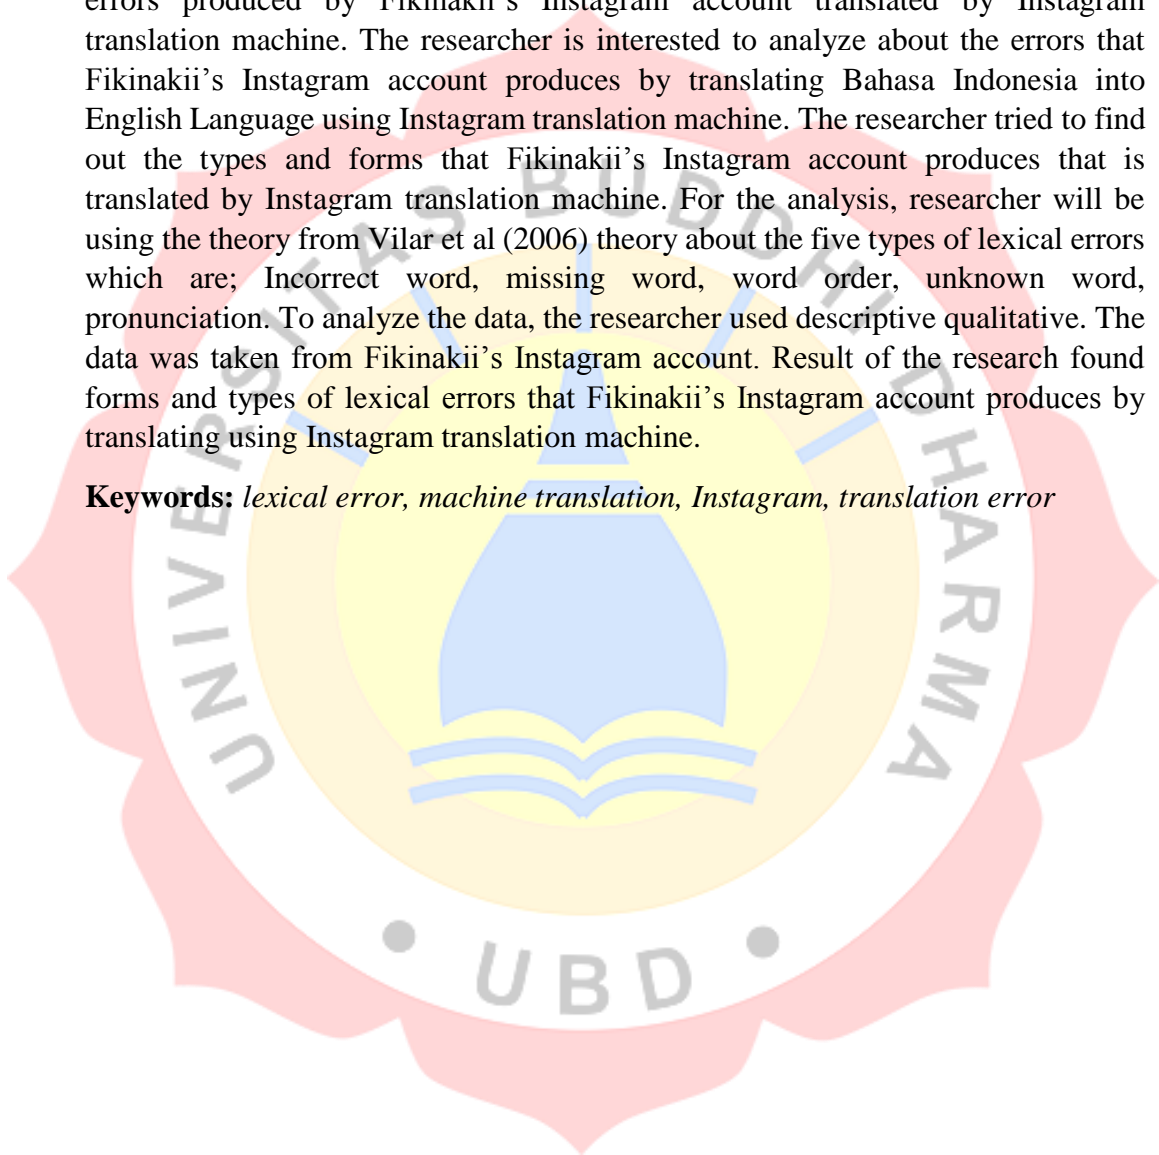 errors produced by Fikinakii's Instagram account translated by Instagram
translation machine. The researcher is interested to analyze about the errors that
Fikinakii's Instagram account produces by translating Bahasa Indonesia into
English Language using Instagram translation machine. The researcher tried to find
out the types and forms that Fikinakii's Instagram account produces that is
translated by Instagram translation machine. For the analysis, researcher will be
using the theory from Vilar et al (2006) theory about the five types of lexical errors
which are; Incorrect word, missing word, word order, unknown word,
pronunciation. To analyze the data, the researcher used descriptive qualitative. The
data was taken from Fikinakii's Instagram account. Result of the research found
forms and types of lexical errors that Fikinakii's Instagram account produces by
translating using Instagram translation machine.
Keywords: lexical error, machine translation, Instagram, translation error
UNIVERSITAS BUDDHI DHARMA
• UBD •